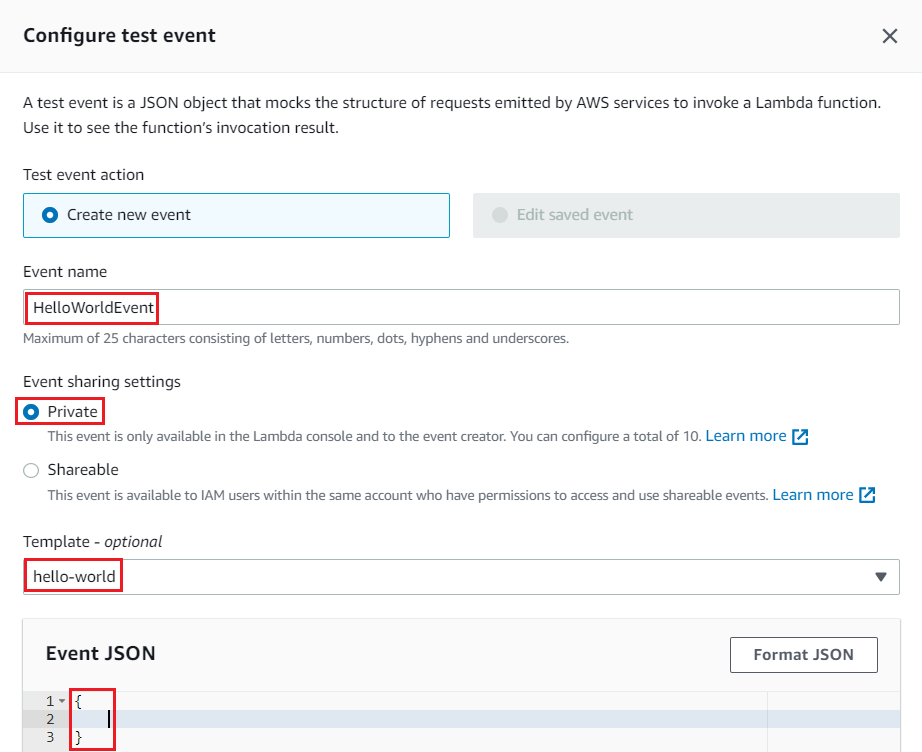 Configure test event
A test event is a JSON object that mocks the structure of requests emitted by AWS services to invoke a Lambda function.
Use it to see the function’s invocation result.
Test event action
Create new event
Edit saved event
Event name
HelloWorldEvent
Maximum of 25 characters consisting of letters, numbers, dots, hyphens and underscores.
Event sharing settings
Private
This event is only available in the Lambda console and to the event creator. You can configure a total of 10. Learn more
Shareable
This event is available to IAM users within the same account who have permissions to access and use shareable events. Learn more
Template - optional
hello-world
Event JSON
Format JSON
1 {
2
3 }